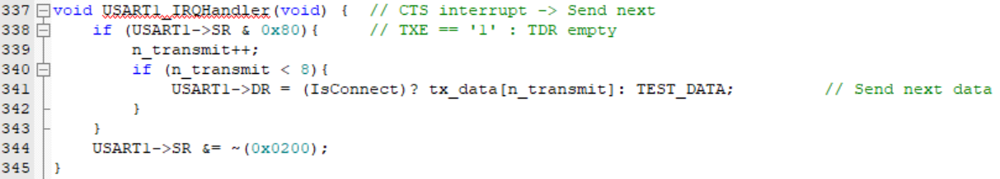 337 void USART1_IRQHandler(void) {  // CTS interrupt -> Send next
338     if (USART1->SR & 0x80){     // TXE == '1' : TDR empty
339         n_transmit++;
340         if (n_transmit < 8){
341             USART1->DR = (IsConnect)? tx_data[n_transmit]: TEST_DATA;         // Send next data
342         }
343     }
344     USART1->SR &= ~(0x0200);
345 }